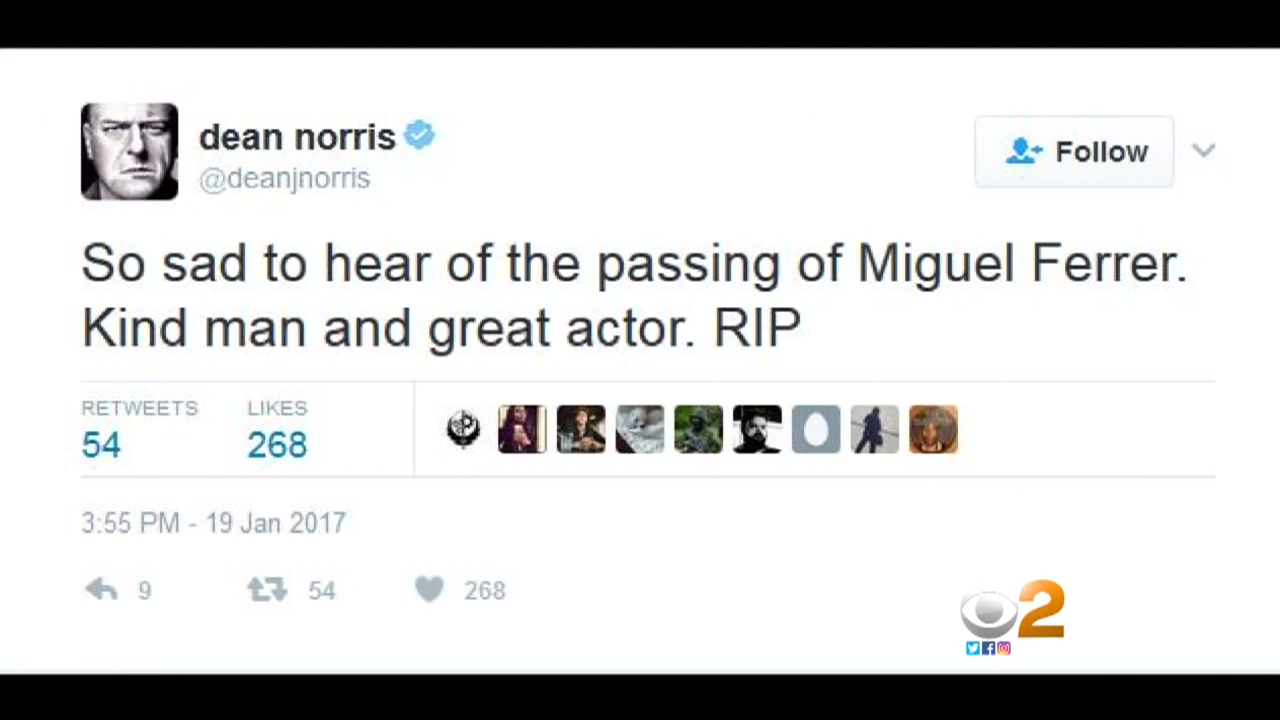 dean norris
@deanjnorris
Follow
So sad to hear of the passing of Miguel Ferrer.
Kind man and great actor. RIP
RETWEETS LIKES
54 268
3:55 PM - 19 Jan 2017
9 54 268
2